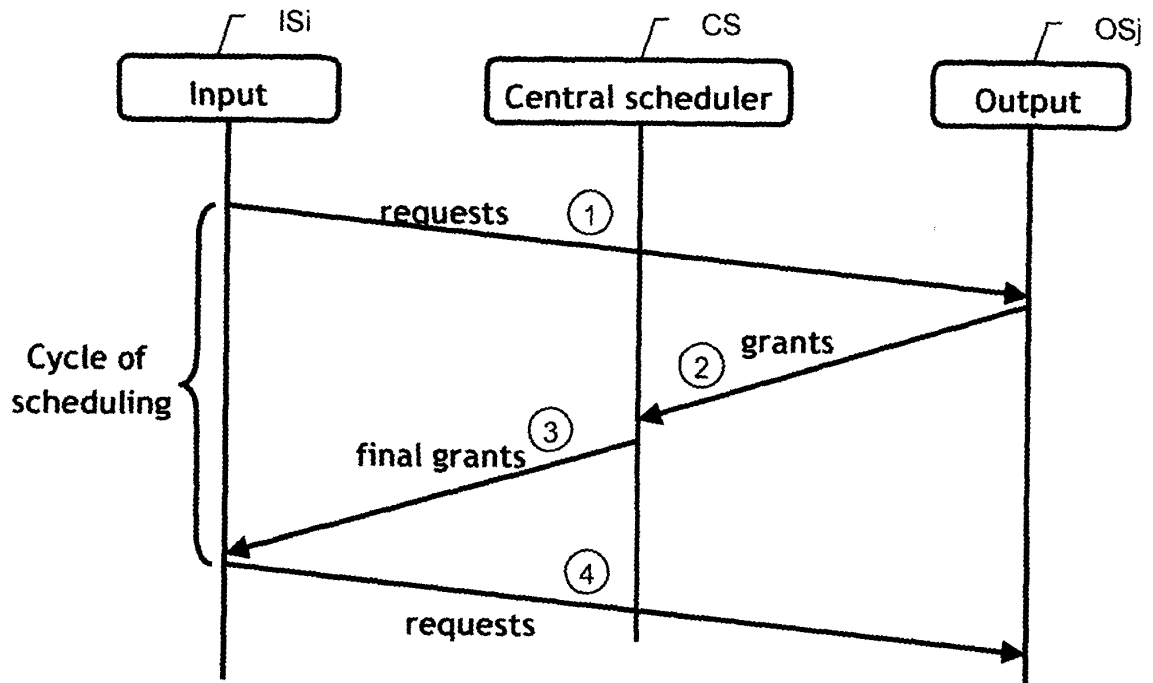 ISi
CS
OSj
Input
Central scheduler
Output
requests
1
grants
2
3
Cycle of
scheduling
final grants
4
requests